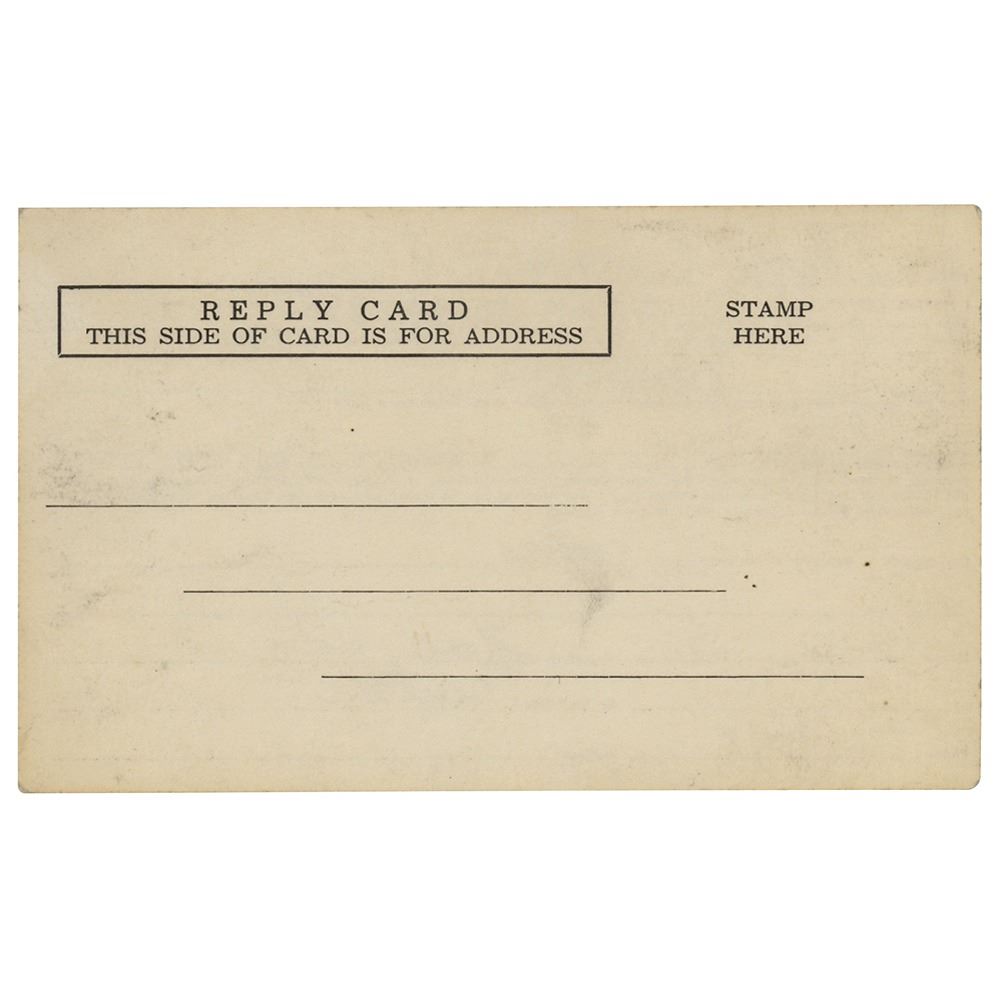 REPLY CARD
THIS SIDE OF CARD IS FOR ADDRESS
STAMP
HERE